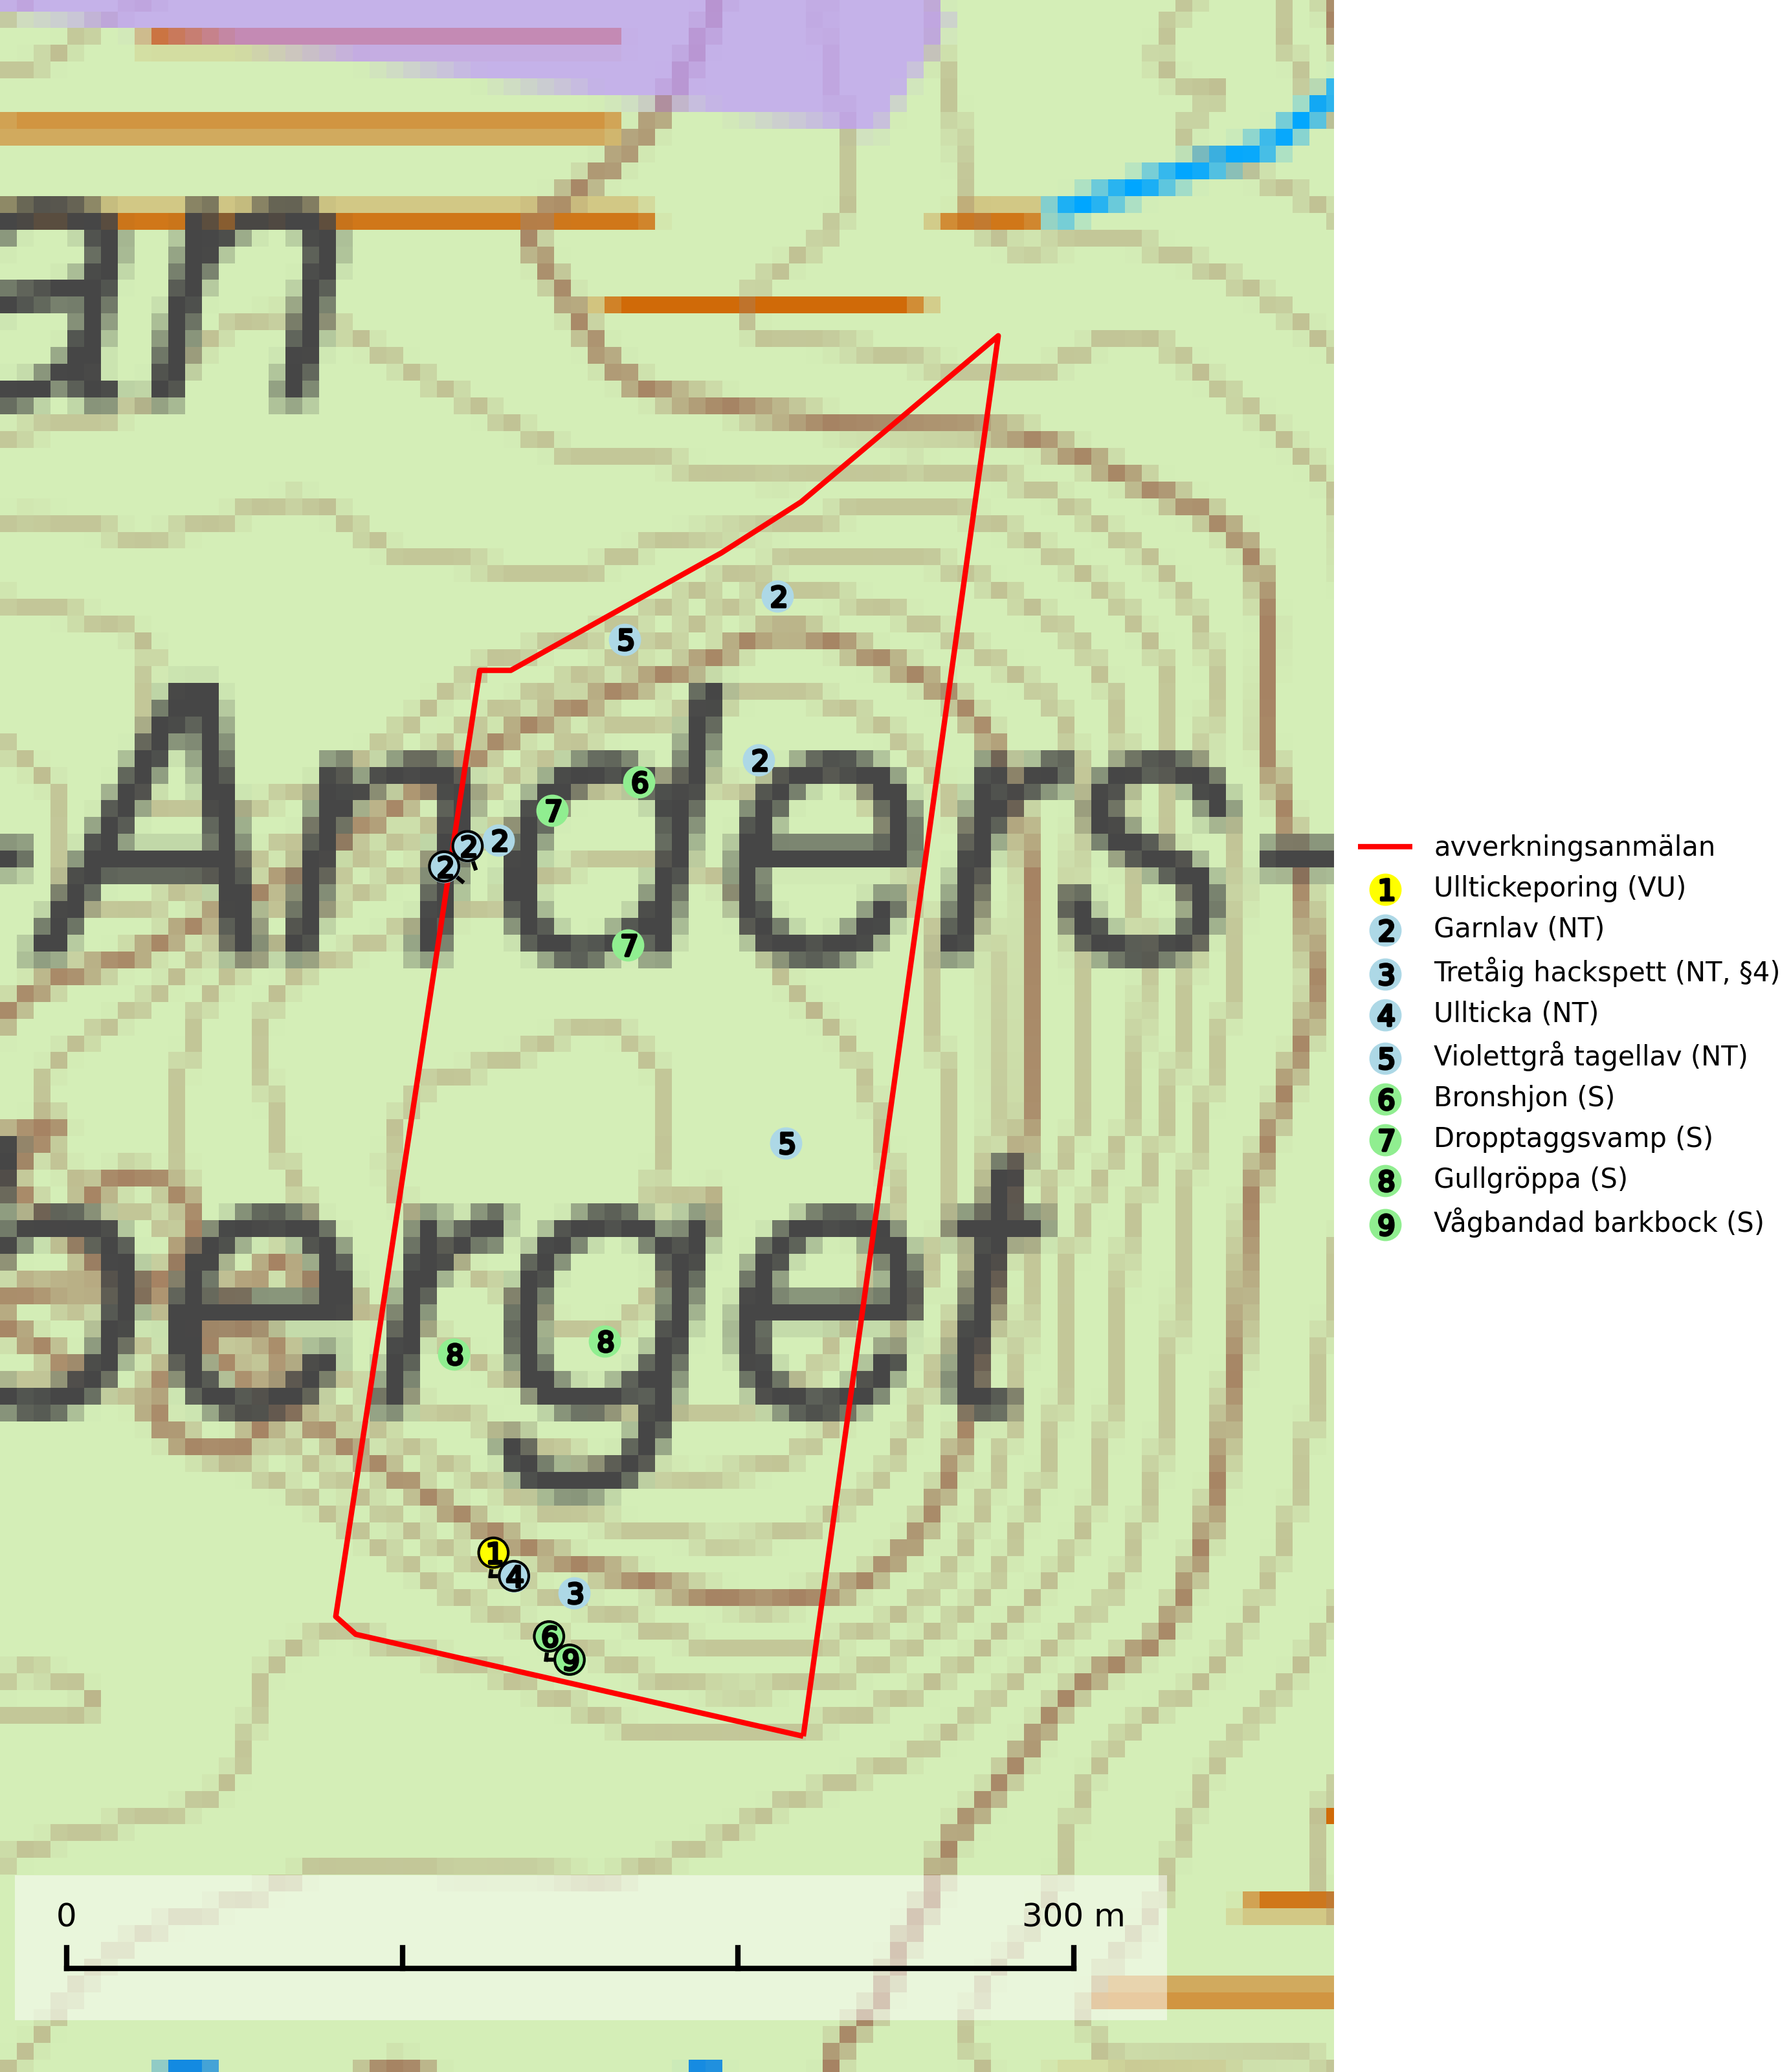 an
Anders-
berget
2
5
2
6
7
2
2
2
7
5
8
8
1
4
3
6
9
0
300 m
avverkningsanmälan
1 Ullticke­poring (VU)
2 Garnlav (NT)
3 Tretåig hackspett (NT, §4)
4 Ullticka (NT)
5 Violettgrå tagellav (NT)
6 Bronshjon (S)
7 Dropptaggsvamp (S)
8 Gullgröppa (S)
9 Vågbandad barkbock (S)